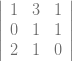 | 1 3 1 |
| 0 1 1 |
| 2 1 0 |